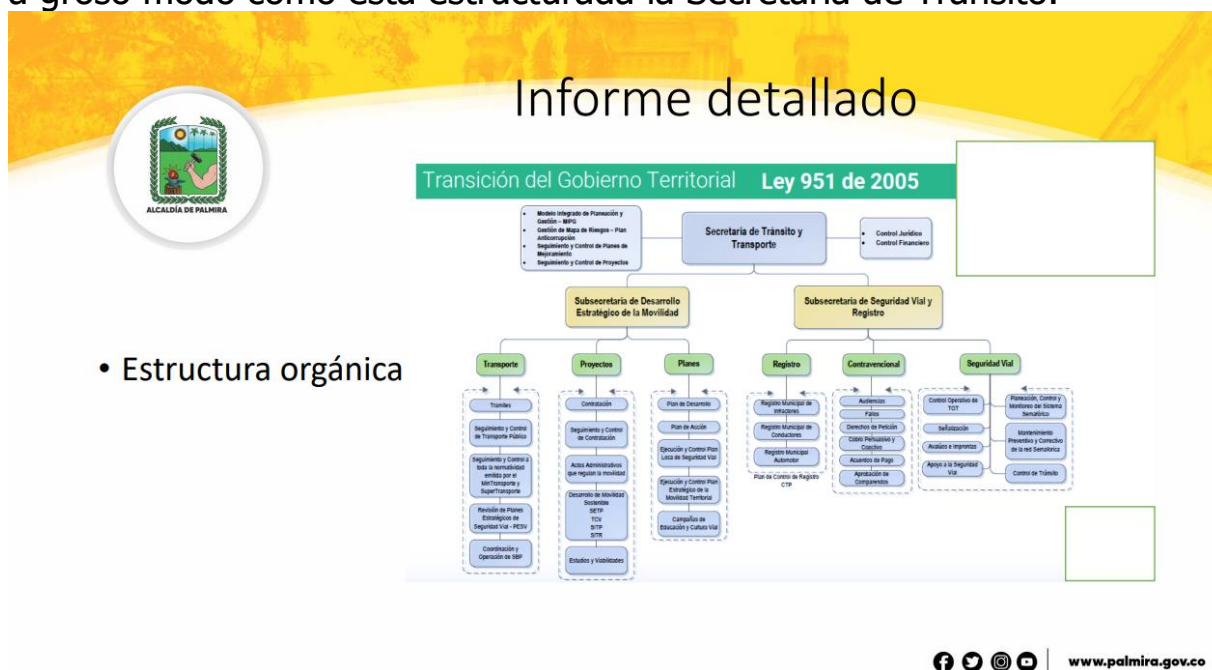 a groso modo como está estructurada la Secretaría de Tránsito.
Informe detallado
ALCALDÍA DE PALMIRA
Transición del Gobierno Territorial Ley 951 de 2005
• Modelo Integrado de Planeación y
Gestión – MIPG
• Gestión de Mapa de Riesgos – Plan
Anticorrupción
• Seguimiento y Control de Planes de
Mejoramiento
• Seguimiento y Control de Proyectos
Secretaría de Tránsito y
Transporte
• Control Jurídico
• Control Financiero
Subsecretaría de Desarrollo
Estratégico de la Movilidad
Subsecretaría de Seguridad Vial y
Registro
• Estructura orgánica
Transporte
Tramites
Seguimiento y Control
de Transporte Público
Seguimiento y Control a
toda la normatividad
emitida por el
MinTransporte y
SuperTransporte
Revisión de Planes
Estratégicos de
Seguridad Vial - PESV
Coordinación y
Operación de SBP
Proyectos
Contratación
Seguimiento y Control
de Contratación
Actos Administrativos
que regulan la movilidad
Desarrollo de Movilidad
Sostenible
SETP
TCV
SITP
SITR
Estudios y Viabilidades
Planes
Plan de Desarrollo
Plan de Acción
Ejecución y Control Plan
Loca de Seguridad Vial
Ejecución y Control Plan
Estratégico de la
Movilidad Territorial
Campañas de
Educación y Cultura Vial
Registro
Registro Municipal de
Infractores
Registro Municipal de
Conductores
Registro Municipal
Automotor
Plan de Control de Registro
CTP
Contravencional
Audiencias
Fallos
Derechos de Petición
Cobro Persuasivo y
Coactivo
Acuerdos de Pago
Aprobación de
Comparendos
Seguridad Vial
Control Operativo de
TOT
Señalización
Avalúos e Improntas
Apoyo a la Seguridad
Vial
Planeación, Control y
Monitoreo del Sistema
Semafórico
Mantenimiento
Preventivo y Correctivo
de la red Semafórica
Control de Tránsito
www.palmira.gov.co